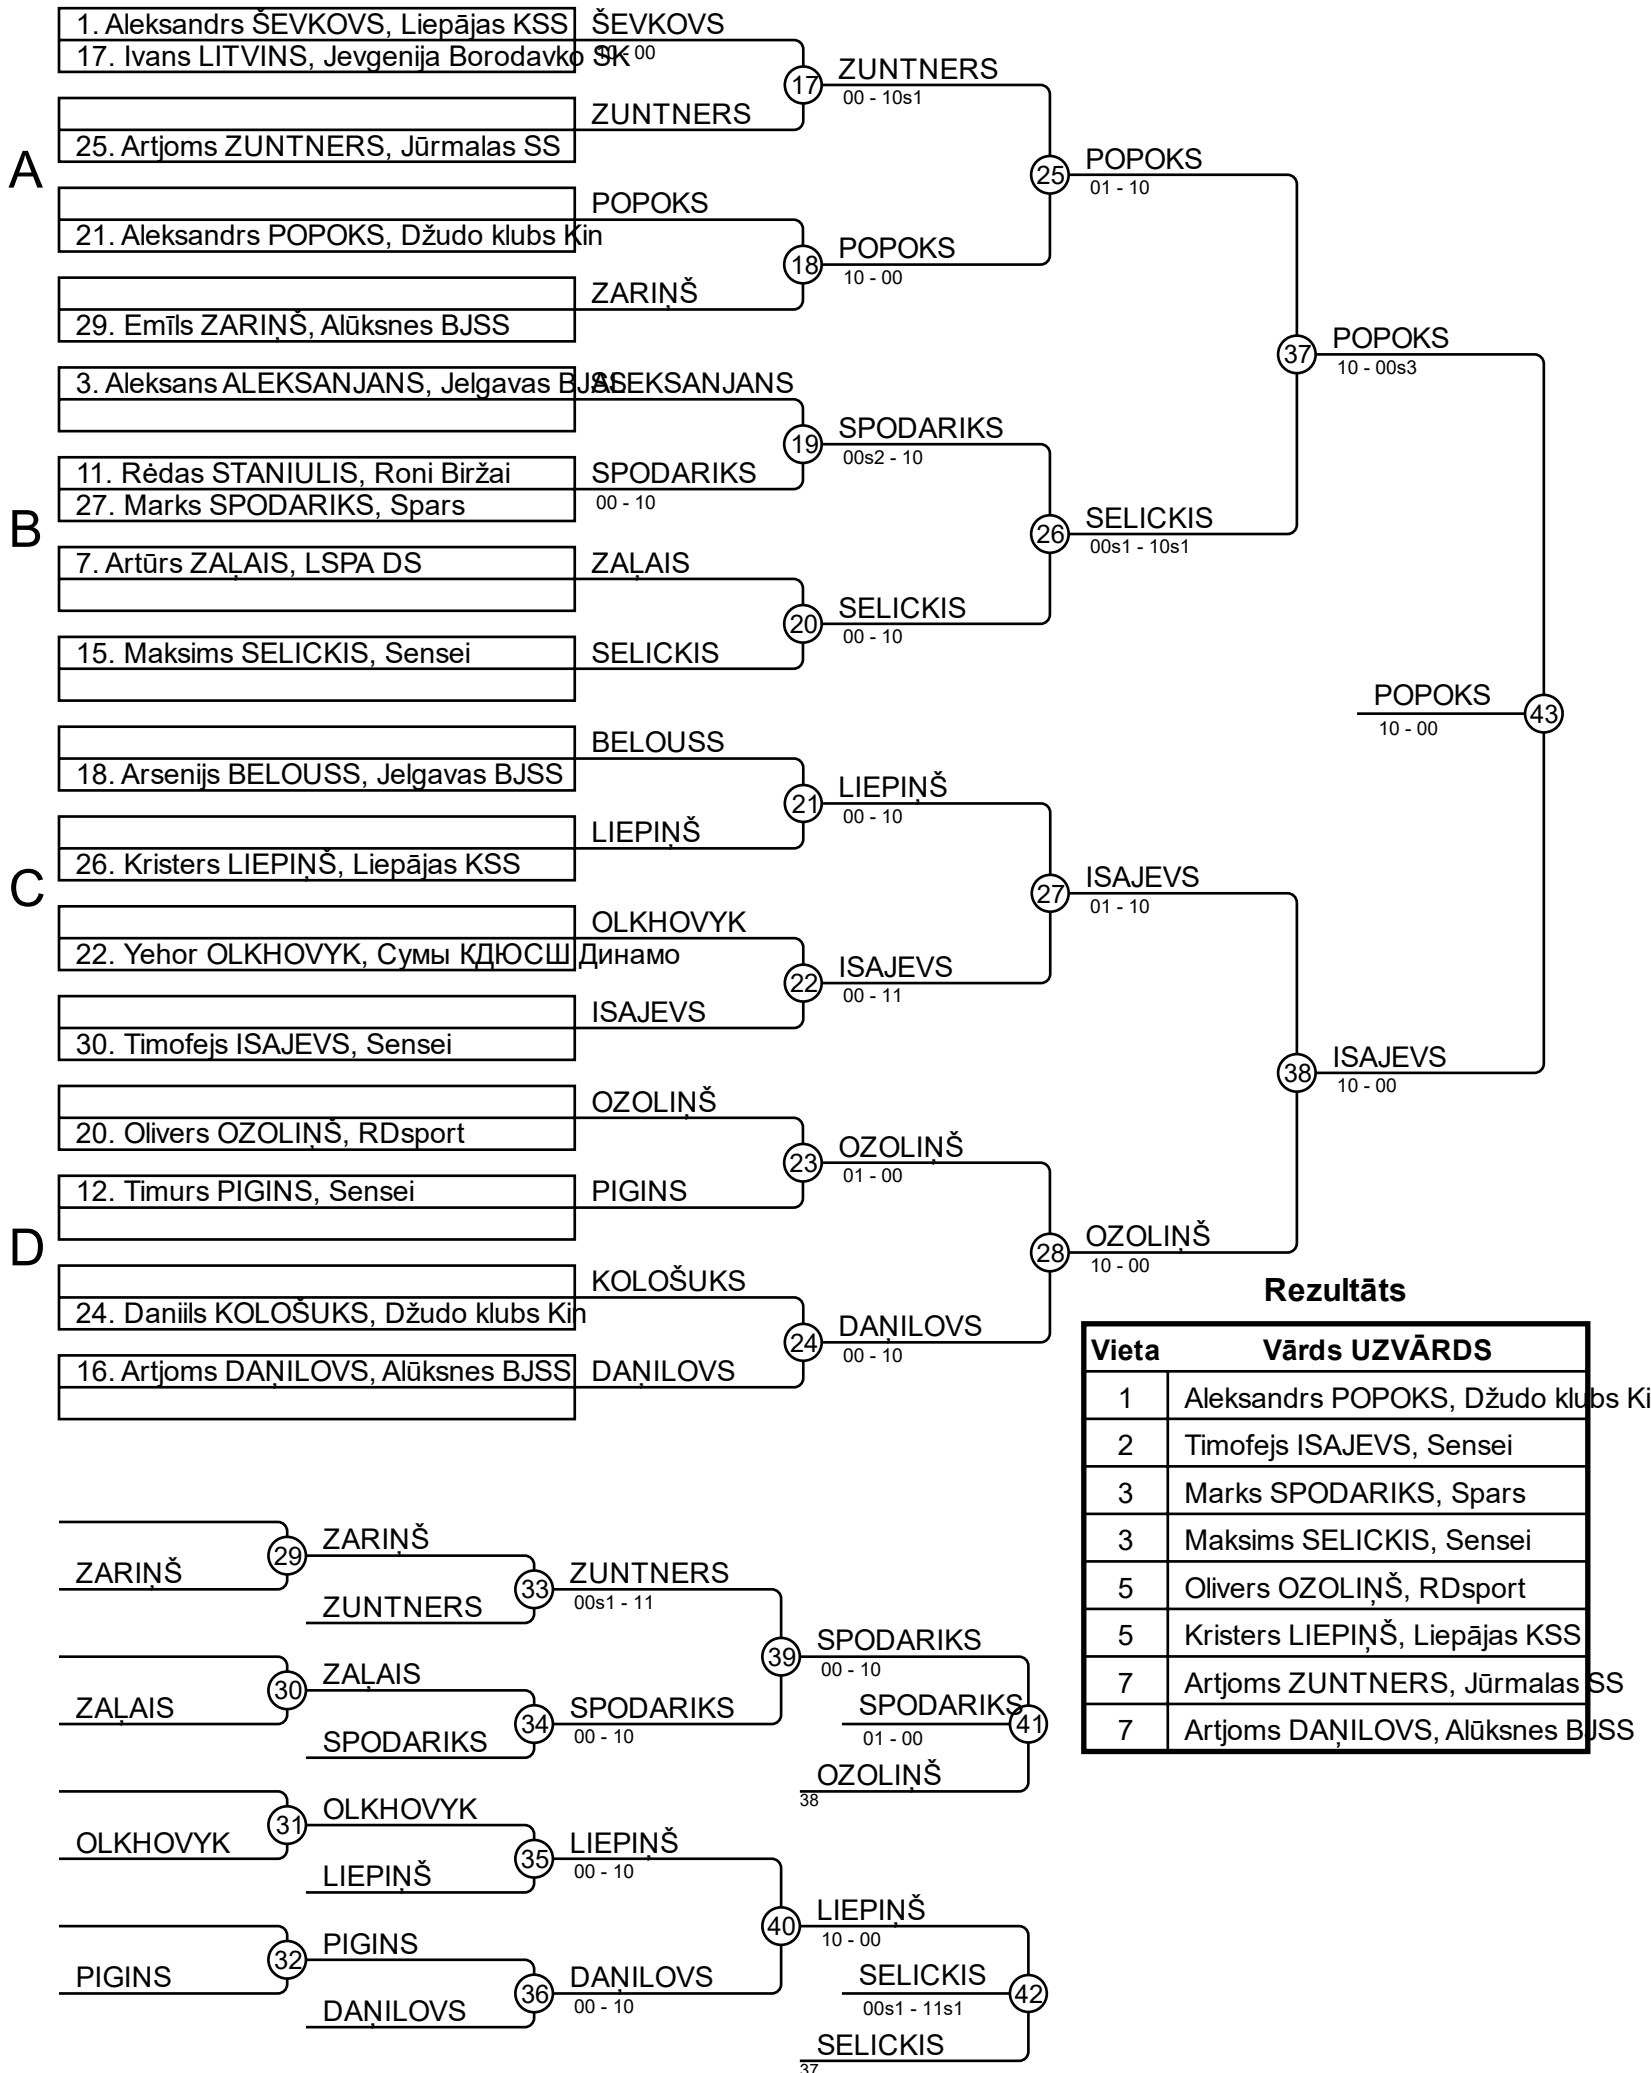 1. Aleksandrs ŠEVKOVS, Liepājas KSS
ŠEVKOVS
17. Ivans LITVINS, Jevgenija Borodavko SK
10 - 00
ZUNTNERS
17
00 - 10s1
ZUNTNERS
25. Artjoms ZUNTNERS, Jūrmalas SS
A
POPOKS
25
01 - 10
POPOKS
21. Aleksandrs POPOKS, Džudo klubs Kin
POPOKS
18
10 - 00
ZARIŅŠ
29. Emīls ZARIŅŠ, Alūksnes BJSS
POPOKS
37
10 - 00s3
3. Aleksans ALEKSANJANS, Jelgavas BJSS
ALEKSANJANS
SPODARIKS
19
00s2 - 10
11. Rėdas STANIULIS, Roni Biržai
SPODARIKS
27. Marks SPODARIKS, Spars
00 - 10
B
SELICKIS
26
00s1 - 10s1
7. Artūrs ZAĻAIS, LSPA DS
ZAĻAIS
SELICKIS
20
00 - 10
15. Maksims SELICKIS, Sensei
SELICKIS
POPOKS
43
10 - 00
BELOUSS
18. Arsenijs BELOUSS, Jelgavas BJSS
LIEPIŅŠ
21
00 - 10
LIEPIŅŠ
26. Kristers LIEPIŅŠ, Liepājas KSS
C
ISAJEVS
27
01 - 10
OLKHOVYK
22. Yehor OLKHOVYK, Сумы КДЮСШ Динамо
ISAJEVS
22
00 - 11
ISAJEVS
30. Timofejs ISAJEVS, Sensei
ISAJEVS
38
10 - 00
OZOLIŅŠ
20. Olivers OZOLIŅŠ, RDsport
OZOLIŅŠ
23
01 - 00
12. Timurs PIGINS, Sensei
PIGINS
D
OZOLIŅŠ
28
10 - 00
KOLOŠUKS
24. Daniils KOLOŠUKS, Džudo klubs Kin
DAŅILOVS
24
00 - 10
16. Artjoms DAŅILOVS, Alūksnes BJSS
DAŅILOVS
Rezultāts
Vieta Vārds UZVĀRDS
1 Aleksandrs POPOKS, Džudo klubs Ki
2 Timofejs ISAJEVS, Sensei
3 Marks SPODARIKS, Spars
3 Maksims SELICKIS, Sensei
5 Olivers OZOLIŅŠ, RDsport
5 Kristers LIEPIŅŠ, Liepājas KSS
7 Artjoms ZUNTNERS, Jūrmalas SS
7 Artjoms DAŅILOVS, Alūksnes BJSS
ZARIŅŠ
29
ZARIŅŠ
ZUNTNERS
33
00s1 - 11
ZUNTNERS
SPODARIKS
39
00 - 10
ZAĻAIS
30
ZAĻAIS
SPODARIKS
34
00 - 10
SPODARIKS
SPODARIKS
41
01 - 00
OZOLIŅŠ
38
OLKHOVYK
31
OLKHOVYK
LIEPIŅŠ
35
00 - 10
LIEPIŅŠ
LIEPIŅŠ
40
10 - 00
PIGINS
32
PIGINS
DAŅILOVS
36
00 - 10
DAŅILOVS
SELICKIS
42
00s1 - 11s1
SELICKIS
37